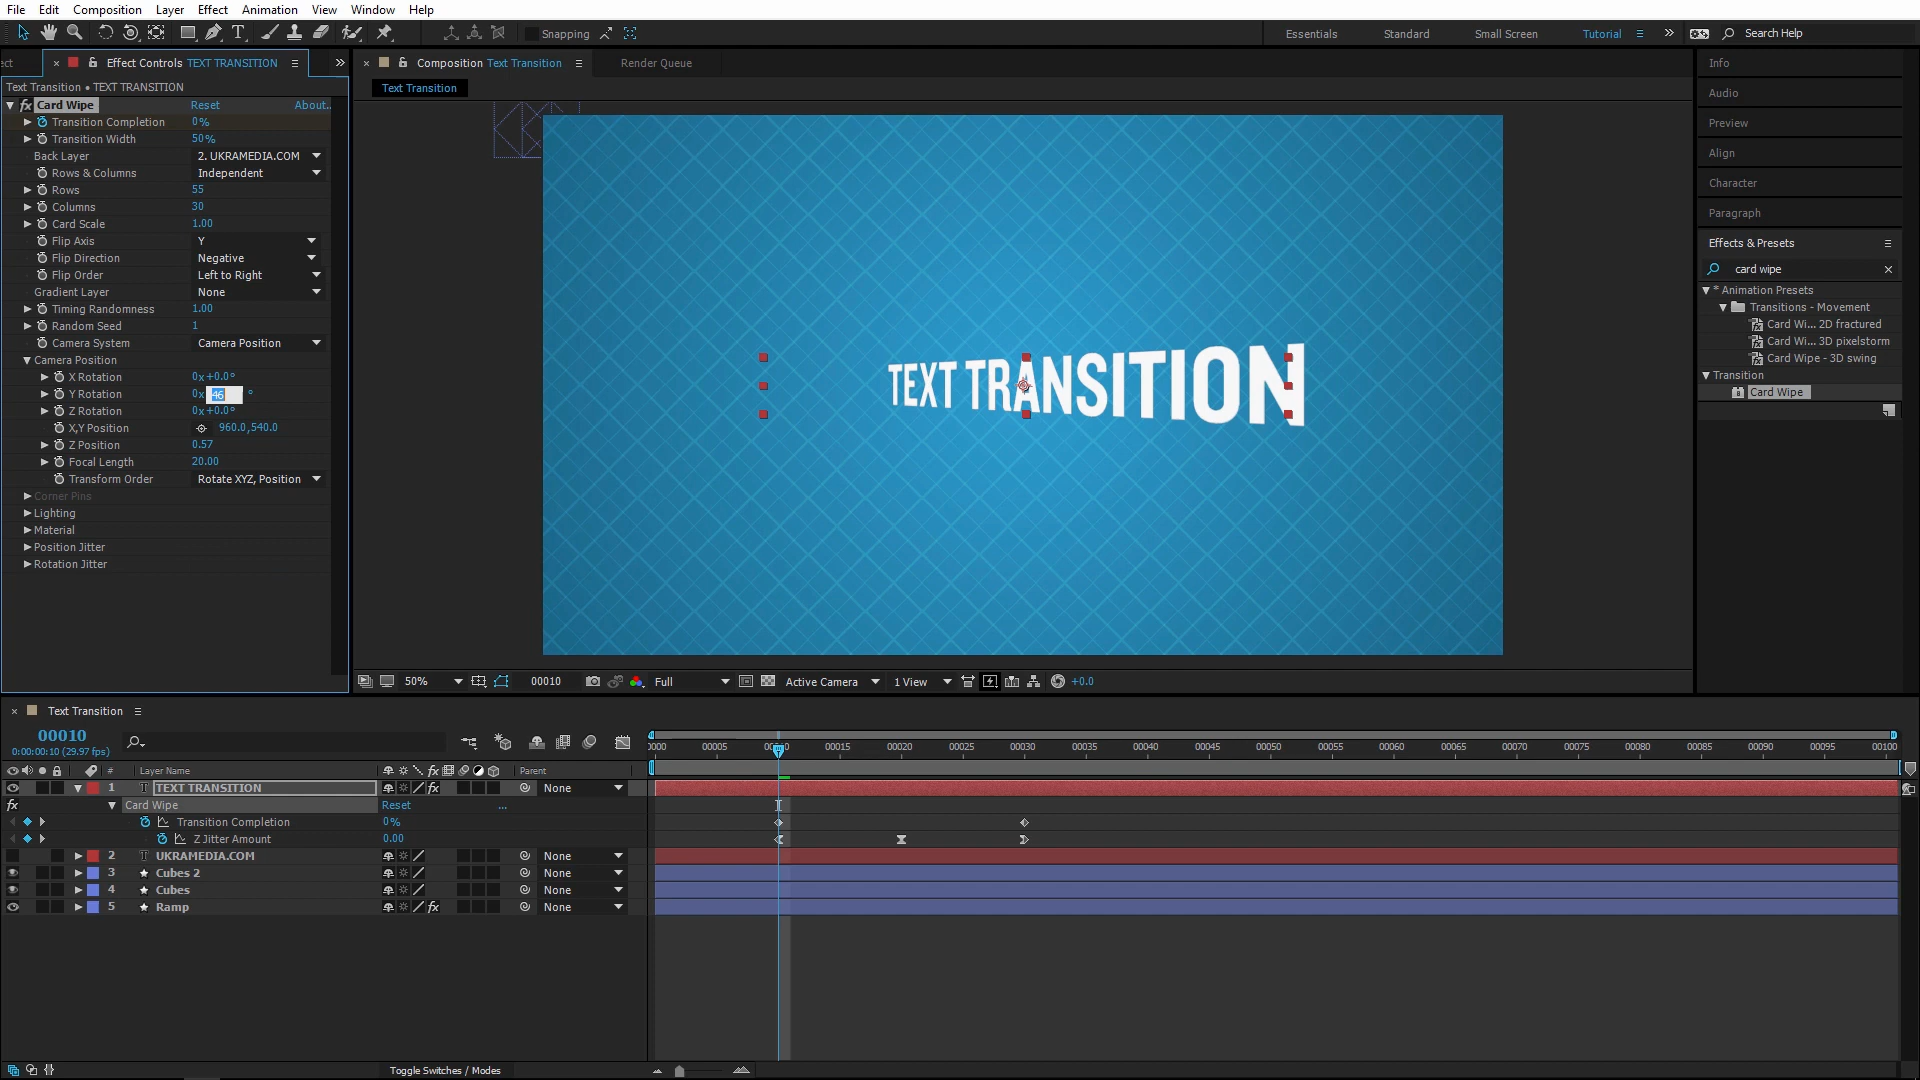 File Edit Composition Layer Effect Animation View Window Help
Snapping
Essentials Standard Small Screen Tutorial Search Help
Effect Controls TEXT TRANSITION
Composition Text Transition
Render Queue
Text Transition • TEXT TRANSITION
Text Transition
fx Card Wipe Reset About..
Transition Completion 0%
Transition Width 50%
Back Layer 2. UKRAMEDIA.COM
Rows & Columns Independent
Rows 55
Columns 30
Card Scale 1.00
Flip Axis Y
Flip Direction Negative
Flip Order Left to Right
Gradient Layer None
Timing Randomness 1.00
Random Seed 1
Camera System Camera Position
Camera Position
X Rotation 0x+0.0°
Y Rotation 0x 46 °
Z Rotation 0x+0.0°
X,Y Position 960.0,540.0
Z Position 0.57
Focal Length 20.00
Transform Order Rotate XYZ, Position
Corner Pins
Lighting
Material
Position Jitter
Rotation Jitter
TEXT TRANSITION
50% 00010 Full Active Camera 1 View +0.0
Info
Audio
Preview
Align
Character
Paragraph
Effects & Presets
card wipe
* Animation Presets
Transitions - Movement
Card Wi... 2D fractured
Card Wi... 3D pixelstorm
Card Wipe - 3D swing
Transition
Card Wipe
Text Transition
00010
0:00:00:10 (29.97 fps)
00005 00015 00020 00025 00030 00035 00040 00045 00050 00055 00060 00065 00070 00075 00080 00085 00090 00095 00100
# Layer Name fx Parent
1 T TEXT TRANSITION fx None
fx Card Wipe Reset ...
Transition Completion 0%
Z Jitter Amount 0.00
2 T UKRAMEDIA.COM None
3 Cubes 2 None
4 Cubes None
5 Ramp fx None
Toggle Switches / Modes